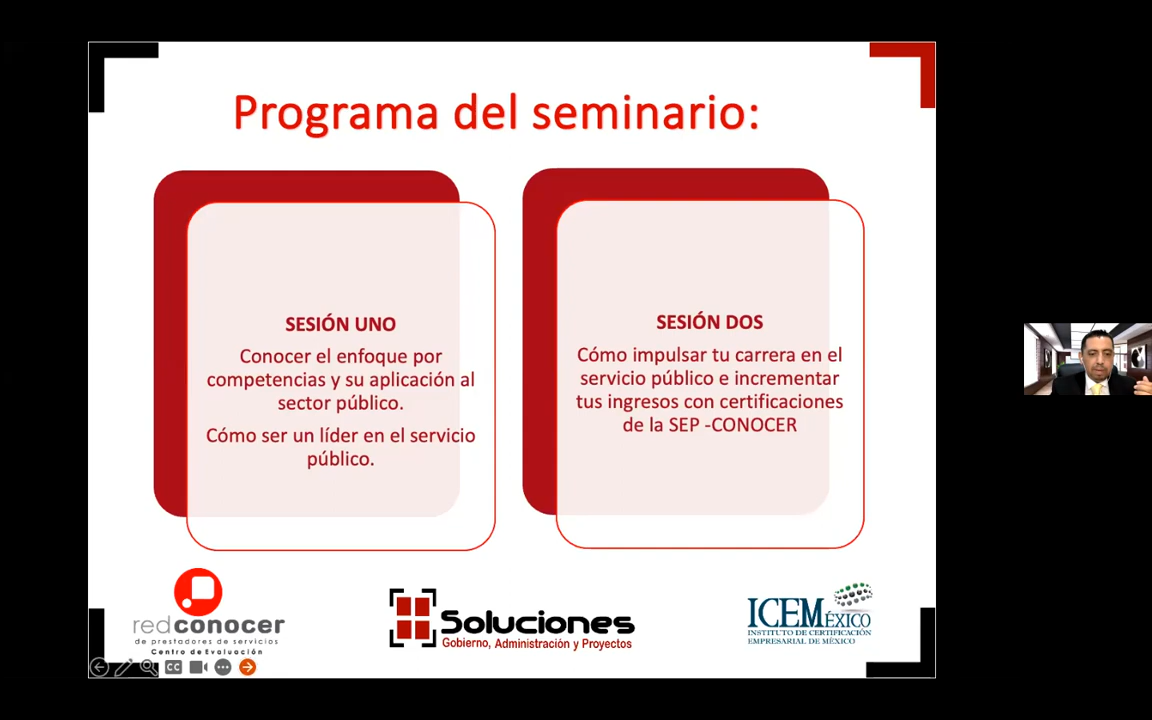 Programa del seminario:
SESIÓN UNO
Conocer el enfoque por
competencias y su aplicación al
sector público.
Cómo ser un líder en el servicio
público.
SESIÓN DOS
Cómo impulsar tu carrera en el
servicio público e incrementar
tus ingresos con certificaciones
de la SEP -CONOCER
redconocer
de prestadores de servicios
Centro de Evaluación
Soluciones
Gobierno, Administración y Proyectos
ICEMÉXICO
INSTITUTO DE CERTIFICACIÓN
EMPRESARIAL DE MÉXICO
CC